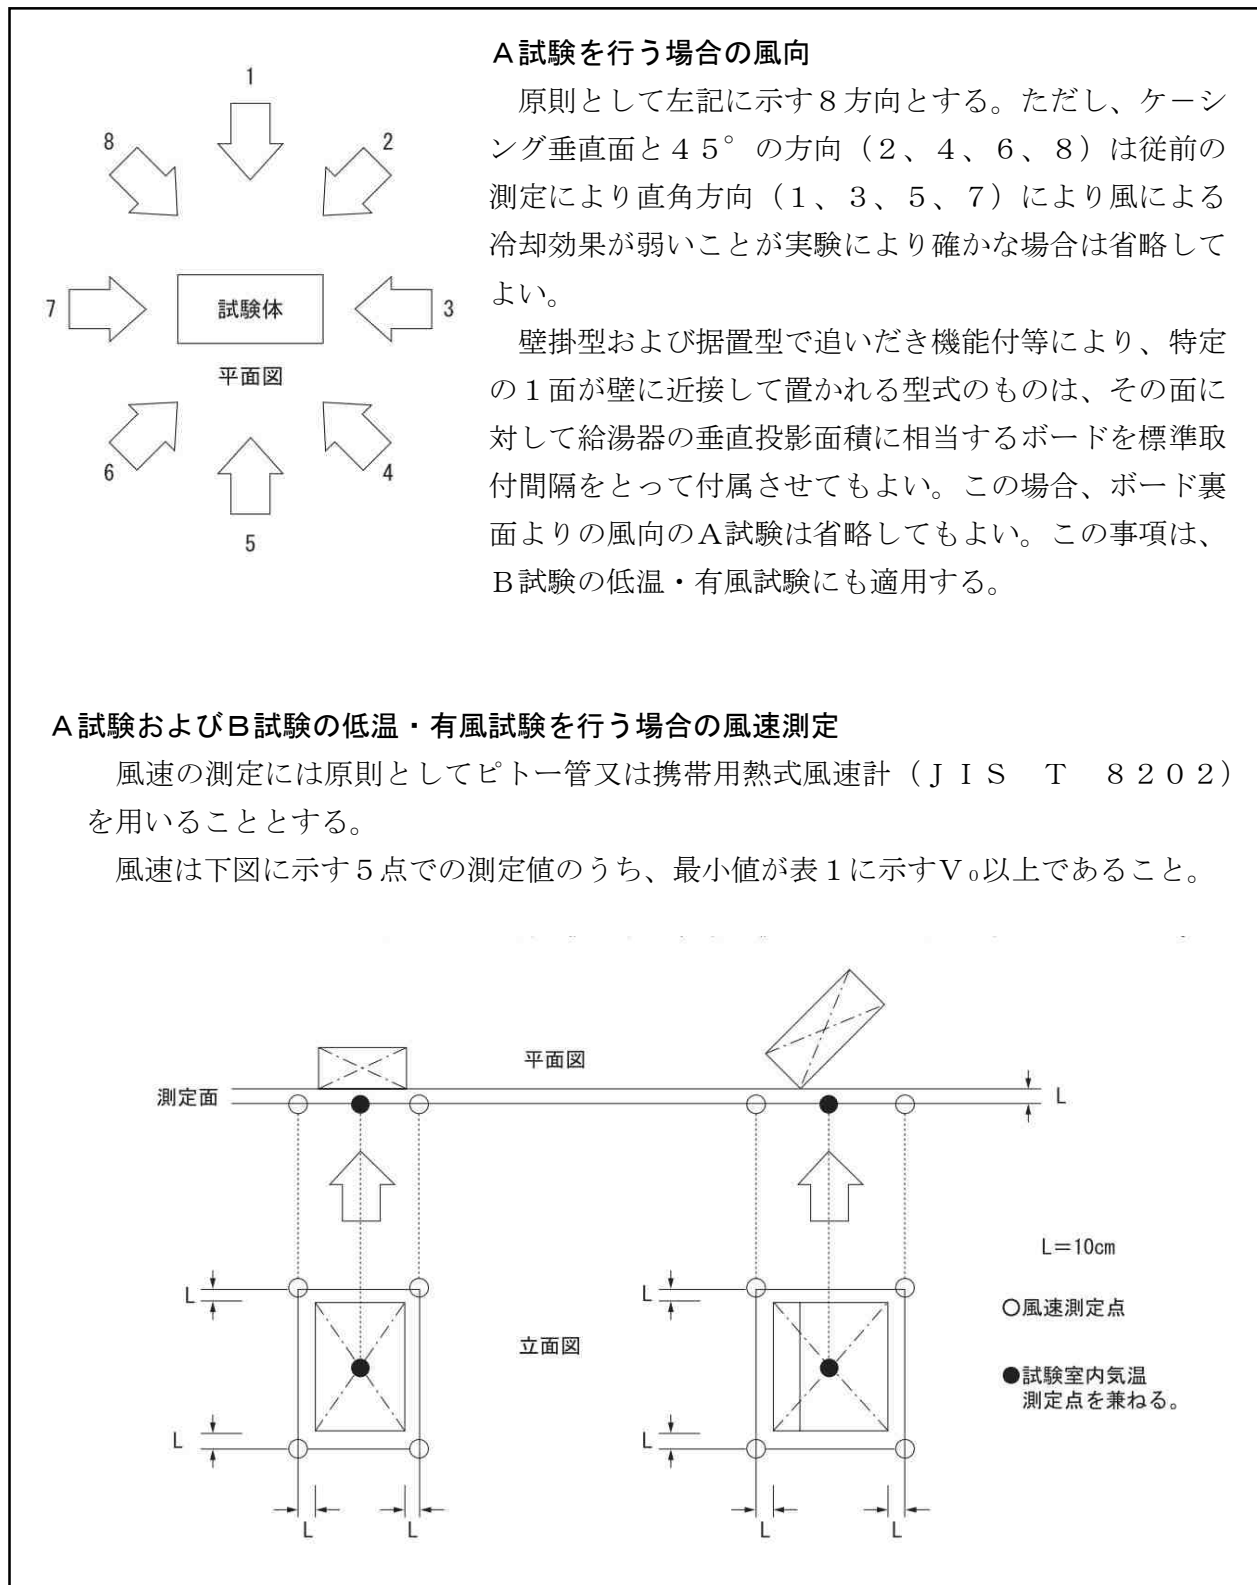 A試験を行う場合の風向
原則として左記に示す8方向とする。ただし、ケーシ
ング垂直面と45°の方向(2、4、6、8)は従前の
測定により直角方向(1、3、5、7)により風による
冷却効果が弱いことが実験により確かな場合は省略して
よい。
壁掛型および据置型で追いだき機能付等により、特定
の1面が壁に近接して置かれる型式のものは、その面に
対して給湯器の垂直投影面積に相当するボードを標準取
付間隔をとって付属させてもよい。この場合、ボード裏
面よりの風向のA試験は省略してもよい。この事項は、
B試験の低温・有風試験にも適用する。
1
8
2
7
試験体
3
平面図
6
4
5
A試験およびB試験の低温・有風試験を行う場合の風速測定
風速の測定には原則としてピトー管又は携帯用熱式風速計(JIS T 8202)
を用いることとする。
風速は下図に示す5点での測定値のうち、最小値が表1に示すV₀以上であること。
平面図
測定面
L
L=10cm
L
L
○風速測定点
立面図
●試験室内気温
測定点を兼ねる。
L
L
L
L
L
L